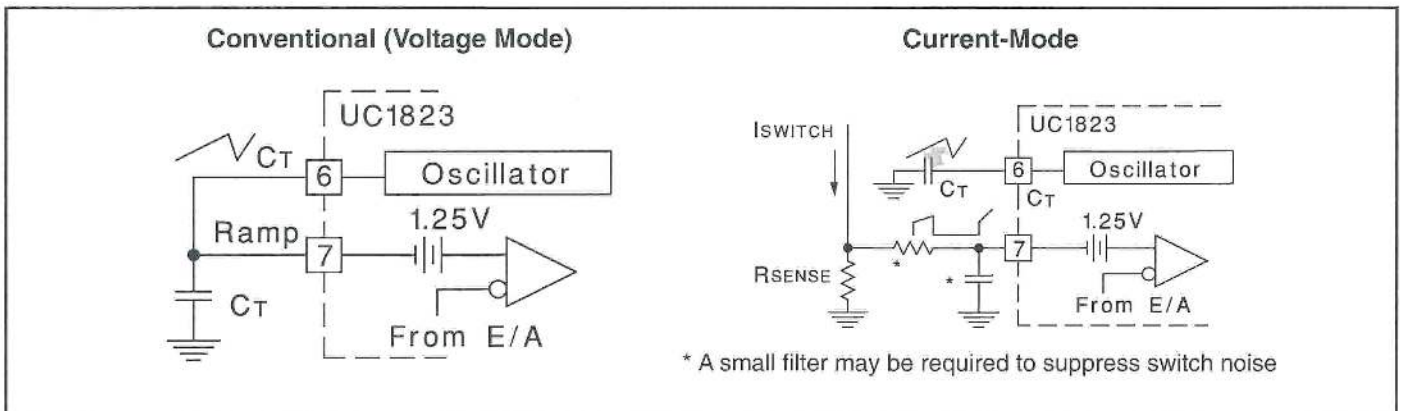 Conventional (Voltage Mode)
UC1823
CT
6
Oscillator
1.25V
Ramp
7
CT
From E/A
Current-Mode
UC1823
ISWITCH
6
Oscillator
CT
CT
1.25V
7
RSENSE
*
*
From E/A
* A small filter may be required to suppress switch noise